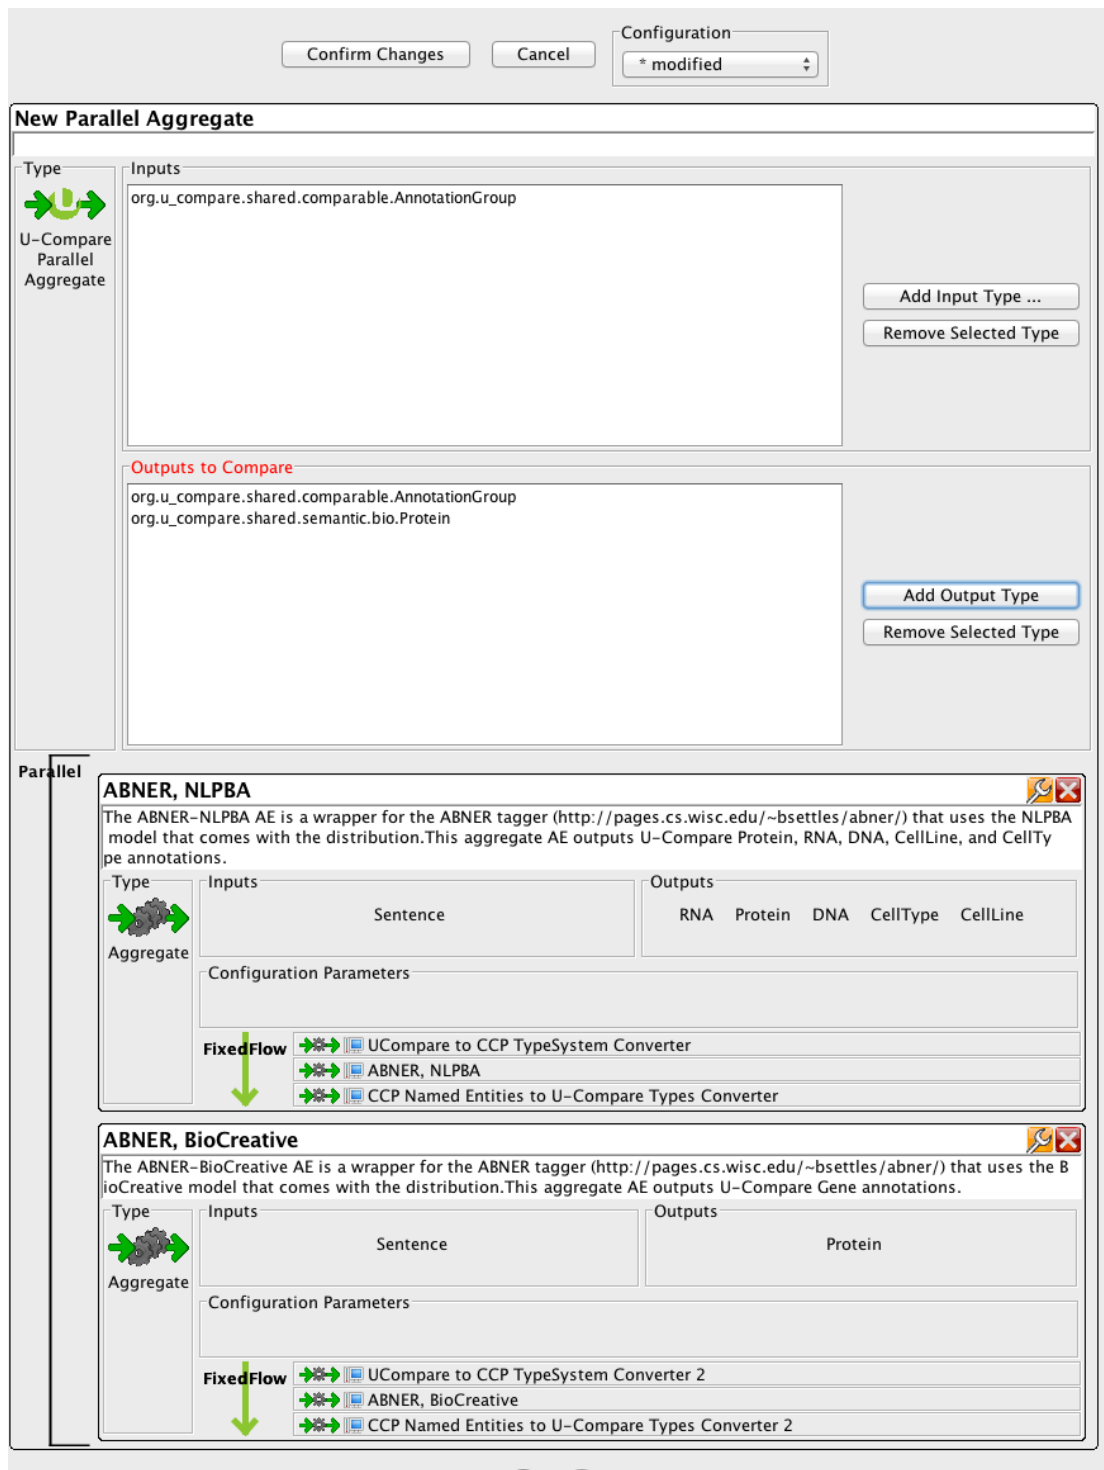 Configuration
Confirm Changes
Cancel
* modified
New Parallel Aggregate
Type
Inputs
org.u_compare.shared.comparable.AnnotationGroup
U-Compare
Parallel
Aggregate
Add Input Type ...
Remove Selected Type
Outputs to Compare
org.u_compare.shared.comparable.AnnotationGroup
org.u_compare.shared.semantic.bio.Protein
Add Output Type
Remove Selected Type
Parallel
ABNER, NLPBA
The ABNER-NLPBA AE is a wrapper for the ABNER tagger (http://pages.cs.wisc.edu/~bsettles/abner/) that uses the NLPBA
model that comes with the distribution.This aggregate AE outputs U-Compare Protein, RNA, DNA, CellLine, and CellTy
pe annotations.
Type
Inputs
Outputs
Sentence
RNA Protein DNA CellType CellLine
Aggregate
Configuration Parameters
FixedFlow
UCompare to CCP TypeSystem Converter
ABNER, NLPBA
CCP Named Entities to U-Compare Types Converter
ABNER, BioCreative
The ABNER-BioCreative AE is a wrapper for the ABNER tagger (http://pages.cs.wisc.edu/~bsettles/abner/) that uses the B
ioCreative model that comes with the distribution.This aggregate AE outputs U-Compare Gene annotations.
Type
Inputs
Outputs
Sentence
Protein
Aggregate
Configuration Parameters
FixedFlow
UCompare to CCP TypeSystem Converter 2
ABNER, BioCreative
CCP Named Entities to U-Compare Types Converter 2